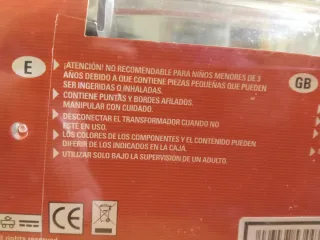 E
¡ATENCIÓN! NO RECOMENDABLE PARA NIÑOS MENORES DE 3
AÑOS DEBIDO A QUE CONTIENE PIEZAS PEQUEÑAS QUE PUEDEN
SER INGERIDAS O INHALADAS.
CONTIENE PUNTAS Y BORDES AFILADOS.
MANIPULAR CON CUIDADO.
DESCONECTAR EL TRANSFORMADOR CUANDO NO
ESTE EN USO.
LOS COLORES DE LOS COMPONENTES Y EL CONTENIDO PUEDEN
DIFERIR DE LOS INDICADOS EN LA CAJA.
UTILIZAR SOLO BAJO LA SUPERVISION DE UN ADULTO.
GB
CE